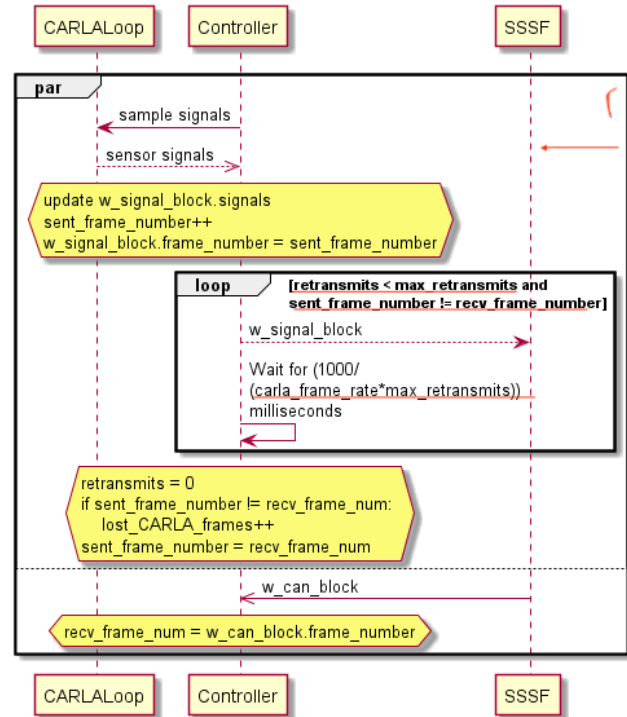 CARLALoop Controller SSSF
par
sample signals
sensor signals
update w_signal_block.signals
sent_frame_number++
w_signal_block.frame_number = sent_frame_number
loop [retransmits < max_retransmits and
sent_frame_number != recv_frame_number]
w_signal_block
Wait for (1000/
(carla_frame_rate*max_retransmits))
milliseconds
retransmits = 0
if sent_frame_number != recv_frame_num:
lost_CARLA_frames++
sent_frame_number = recv_frame_num
w_can_block
recv_frame_num = w_can_block.frame_number
CARLALoop Controller SSSF